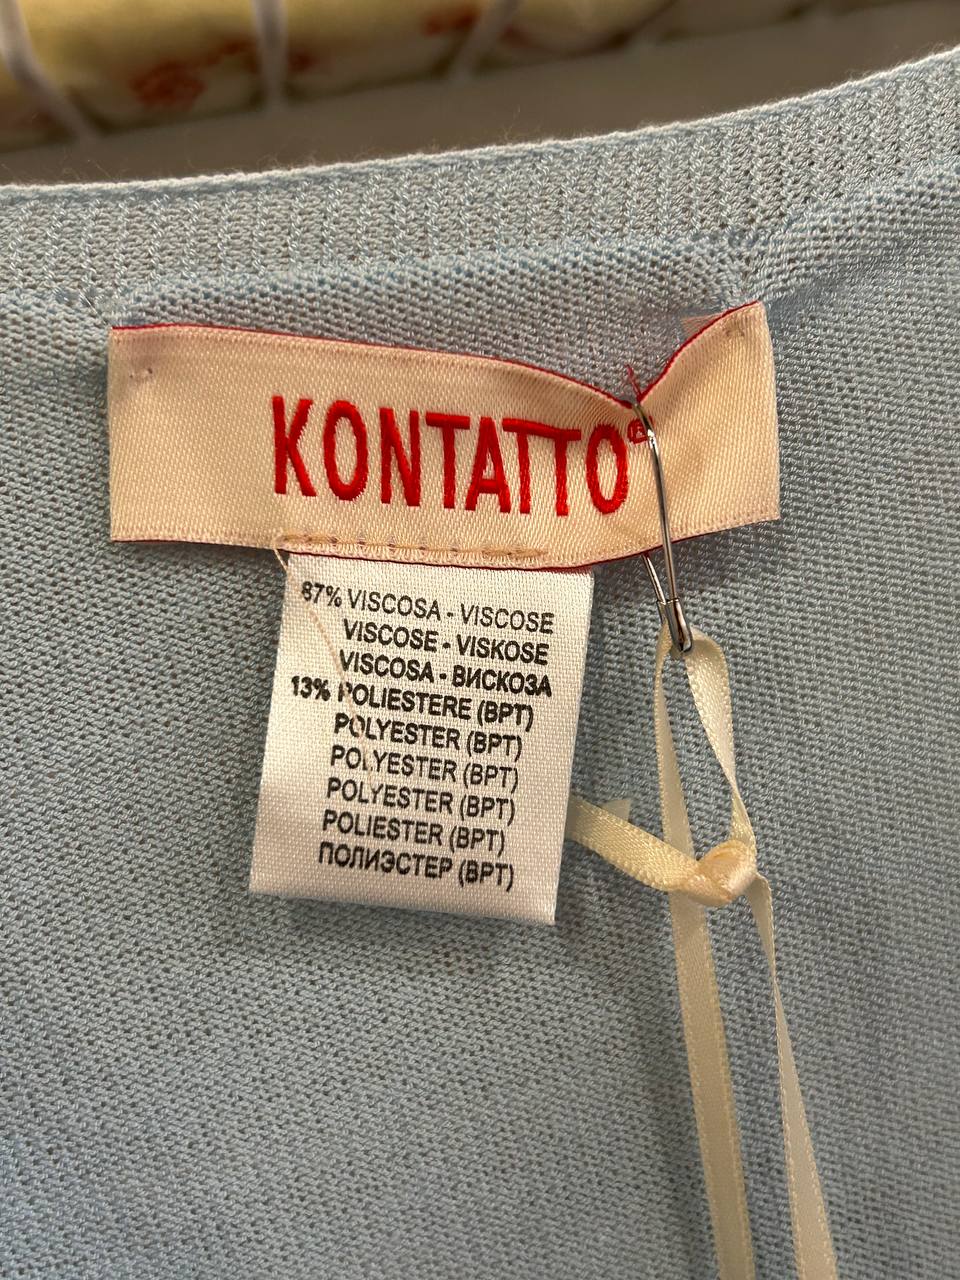 KONTATTO®
87% VISCOSA - VISCOSE
VISCOSE - VISKOSE
VISCOSA - ВИСКОЗА
13% POLIESTERE (BPT)
POLYESTER (BPT)
POLYESTER (BPT)
POLYESTER (BPT)
POLIESTER (BPT)
ПОЛИЭСТЕР (BPT)